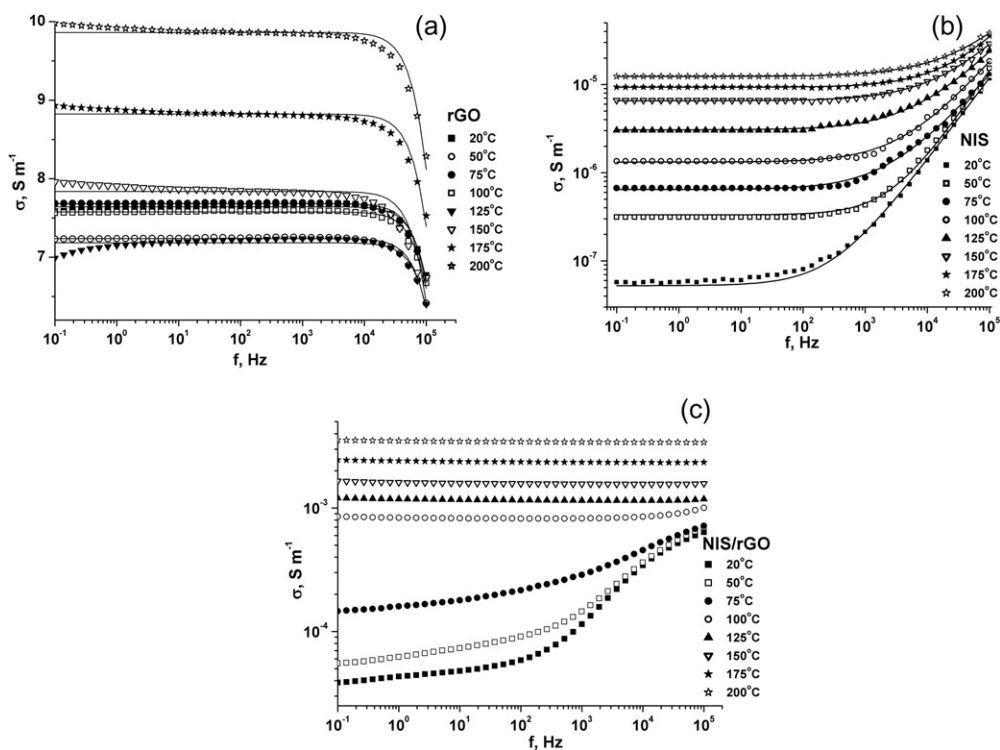 (a)
10
9
8
7
σ, S m⁻¹
10⁻¹ 10⁰ 10¹ 10² 10³ 10⁴ 10⁵
f, Hz
rGO
20°C
50°C
75°C
100°C
125°C
150°C
175°C
200°C
(b)
10⁻⁵
10⁻⁶
10⁻⁷
σ, S m⁻¹
10⁻¹ 10⁰ 10¹ 10² 10³ 10⁴ 10⁵
f, Hz
NIS
20°C
50°C
75°C
100°C
125°C
150°C
175°C
200°C
(c)
10⁻³
10⁻⁴
σ, S m⁻¹
10⁻¹ 10⁰ 10¹ 10² 10³ 10⁴ 10⁵
f, Hz
NIS/rGO
20°C
50°C
75°C
100°C
125°C
150°C
175°C
200°C